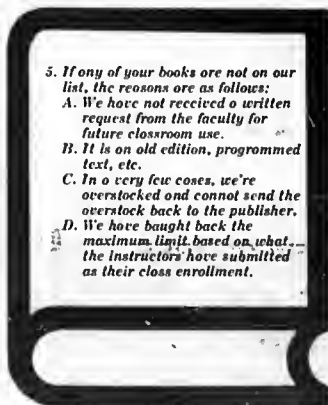 5. If any of your books are not on our
list, the reasons are as follows:
A. We have not received a written
request from the faculty for
future classroom use.
B. It is an old edition, programmed
text, etc.
C. In a very few cases, we're
overstocked and cannot send the
overstock back to the publisher.
D. We have baught back the
maximum limit based on what
the instructors have submitted
as their class enrollment.